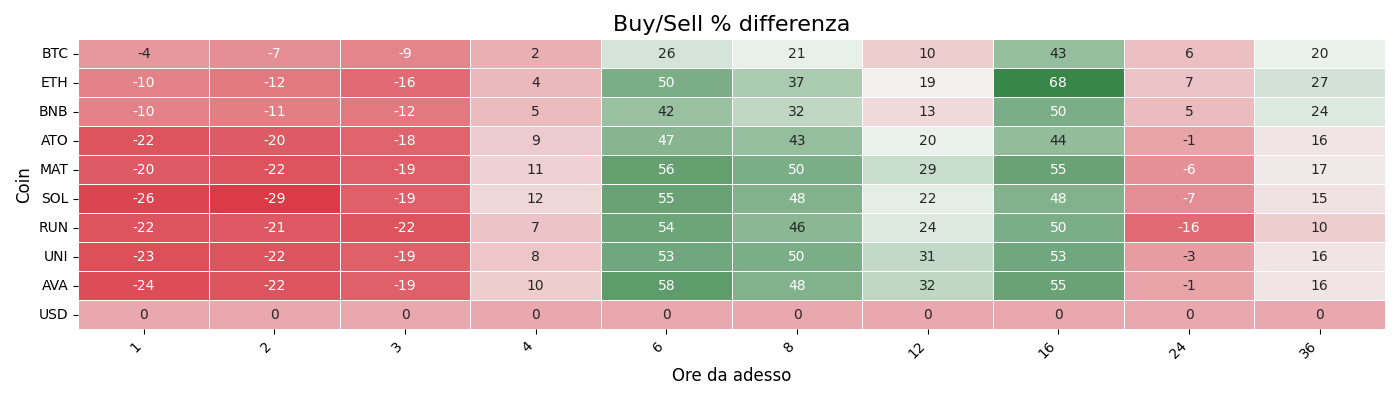 Buy/Sell % differenza
Coin
BTC -4 -7 -9 2 26 21 10 43 6 20
ETH -10 -12 -16 4 50 37 19 68 7 27
BNB -10 -11 -12 5 42 32 13 50 5 24
ATO -22 -20 -18 9 47 43 20 44 -1 16
MAT -20 -22 -19 11 56 50 29 55 -6 17
SOL -26 -29 -19 12 55 48 22 48 -7 15
RUN -22 -21 -22 7 54 46 24 50 -16 10
UNI -23 -22 -19 8 53 50 31 53 -3 16
AVA -24 -22 -19 10 58 48 32 55 -1 16
USD 0 0 0 0 0 0 0 0 0 0
1 2 3 4 6 8 12 16 24 36
Ore da adesso